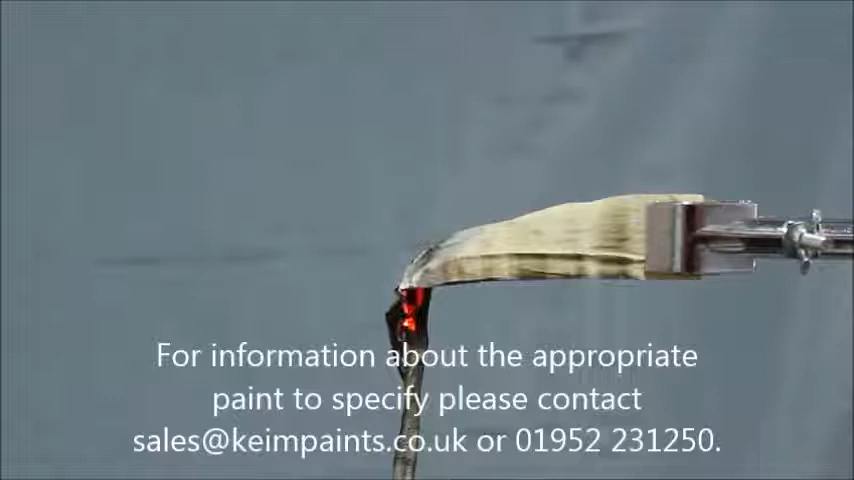 For information about the appropriate
paint to specify please contact
sales@keimpaints.co.uk or 01952 231250.